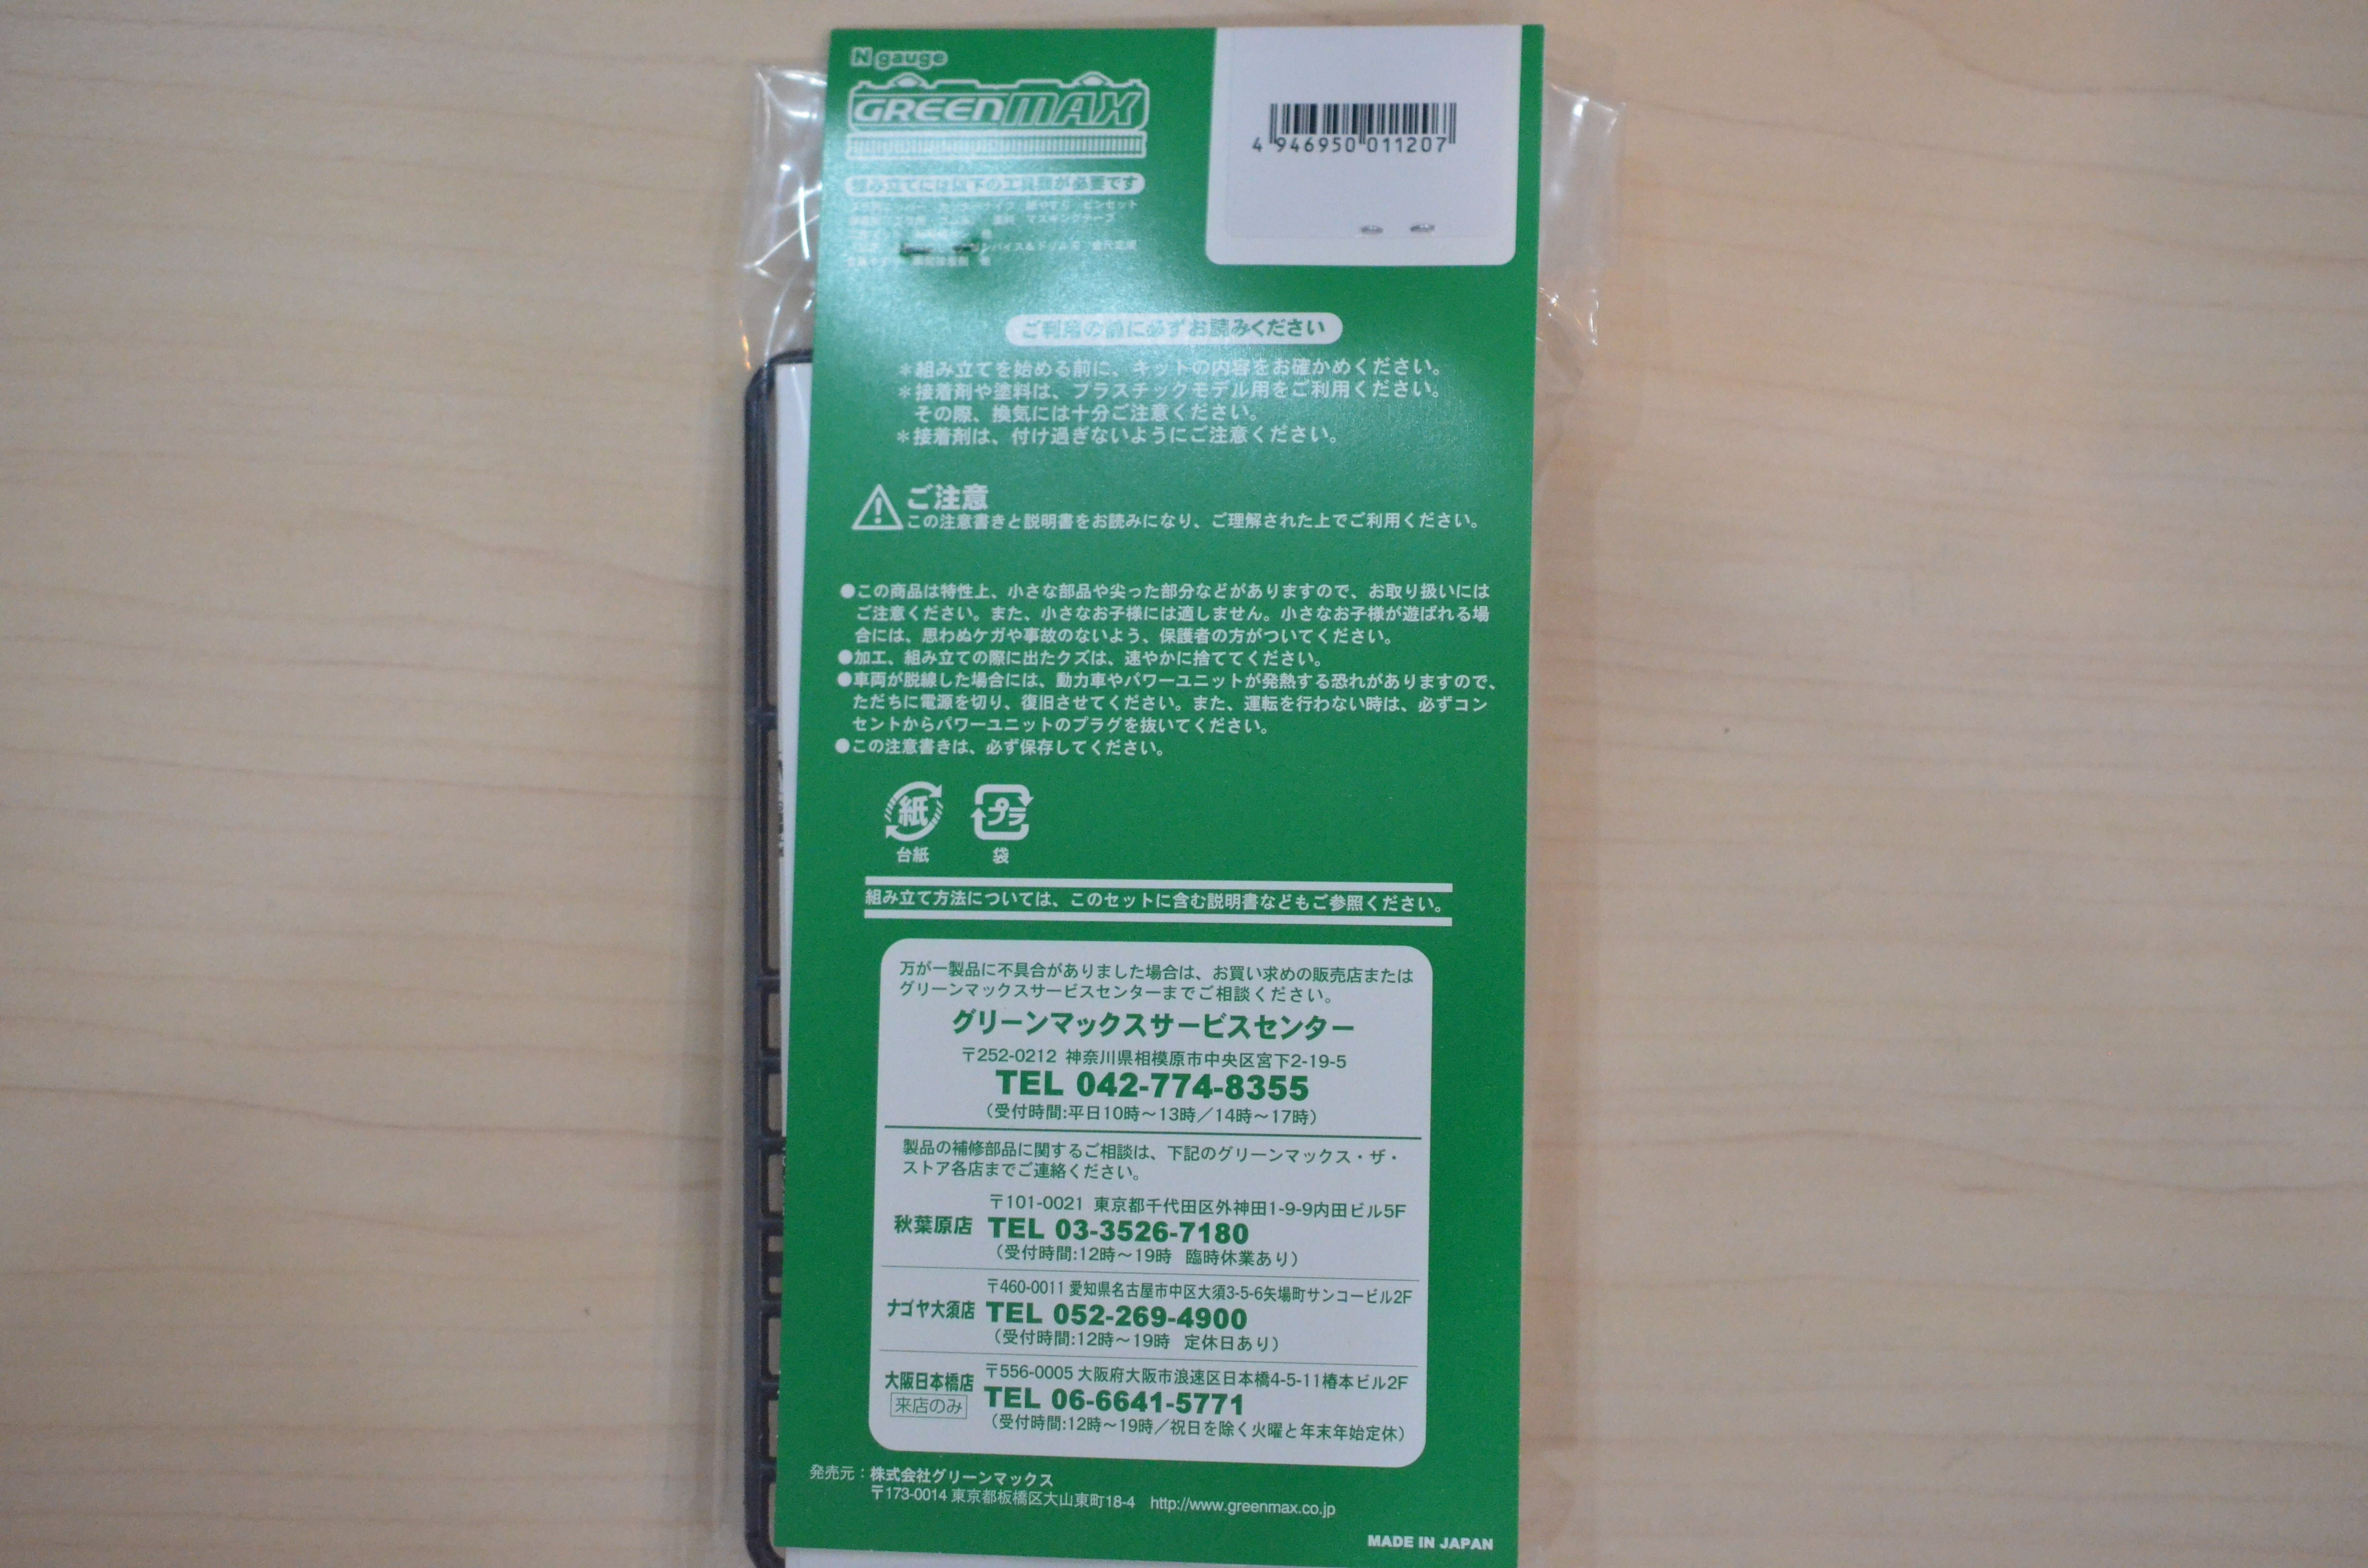 N gauge
GREENMAX
4 946950 011207
組み立てには以下の工具類が必要です
ピンセット
マスキングテープ
ピンバイス&ドリル刃 金尺定規
ご利用の前に必ずお読みください
*組み立てを始める前に、キットの内容をお確かめください。
*接着剤や塗料は、プラスチックモデル用をご利用ください。
その際、換気には十分ご注意ください。
*接着剤は、付け過ぎないようにご注意ください。
ご注意
この注意書きと説明書をお読みになり、ご理解された上でご利用ください。
●この商品は特性上、小さな部品や尖った部分などがありますので、お取り扱いには
ご注意ください。また、小さなお子様には適しません。小さなお子様が遊ばれる場
合には、思わぬケガや事故のないよう、保護者の方がついてください。
●加工、組み立ての際に出たクズは、速やかに捨ててください。
●車両が脱線した場合には、動力車やパワーユニットが発熱する恐れがありますので、
ただちに電源を切り、復旧させてください。また、運転を行わない時は、必ずコン
セントからパワーユニットのプラグを抜いてください。
●この注意書きは、必ず保存してください。
紙 プラ
台紙 袋
組み立て方法については、このセットに含む説明書などもご参照ください。
万が一製品に不具合がありました場合は、お買い求めの販売店または
グリーンマックスサービスセンターまでご相談ください。
グリーンマックスサービスセンター
〒252-0212 神奈川県相模原市中央区宮下2-19-5
TEL 042-774-8355
(受付時間:平日10時～13時/14時～17時)
製品の補修部品に関するご相談は、下記のグリーンマックス・ザ・
ストア各店までご連絡ください。
〒101-0021 東京都千代田区外神田1-9-9内田ビル5F
秋葉原店 TEL 03-3526-7180
(受付時間:12時～19時 臨時休業あり)
〒460-0011 愛知県名古屋市中区大須3-5-6矢場町サンコービル2F
ナゴヤ大須店 TEL 052-269-4900
(受付時間:12時～19時 定休日あり)
〒556-0005 大阪府大阪市浪速区日本橋4-5-11椿本ビル2F
大阪日本橋店 TEL 06-6641-5771
来店のみ (受付時間:12時～19時/祝日を除く火曜と年末年始定休)
発売元:株式会社グリーンマックス
〒173-0014 東京都板橋区大山東町18-4 http://www.greenmax.co.jp
MADE IN JAPAN